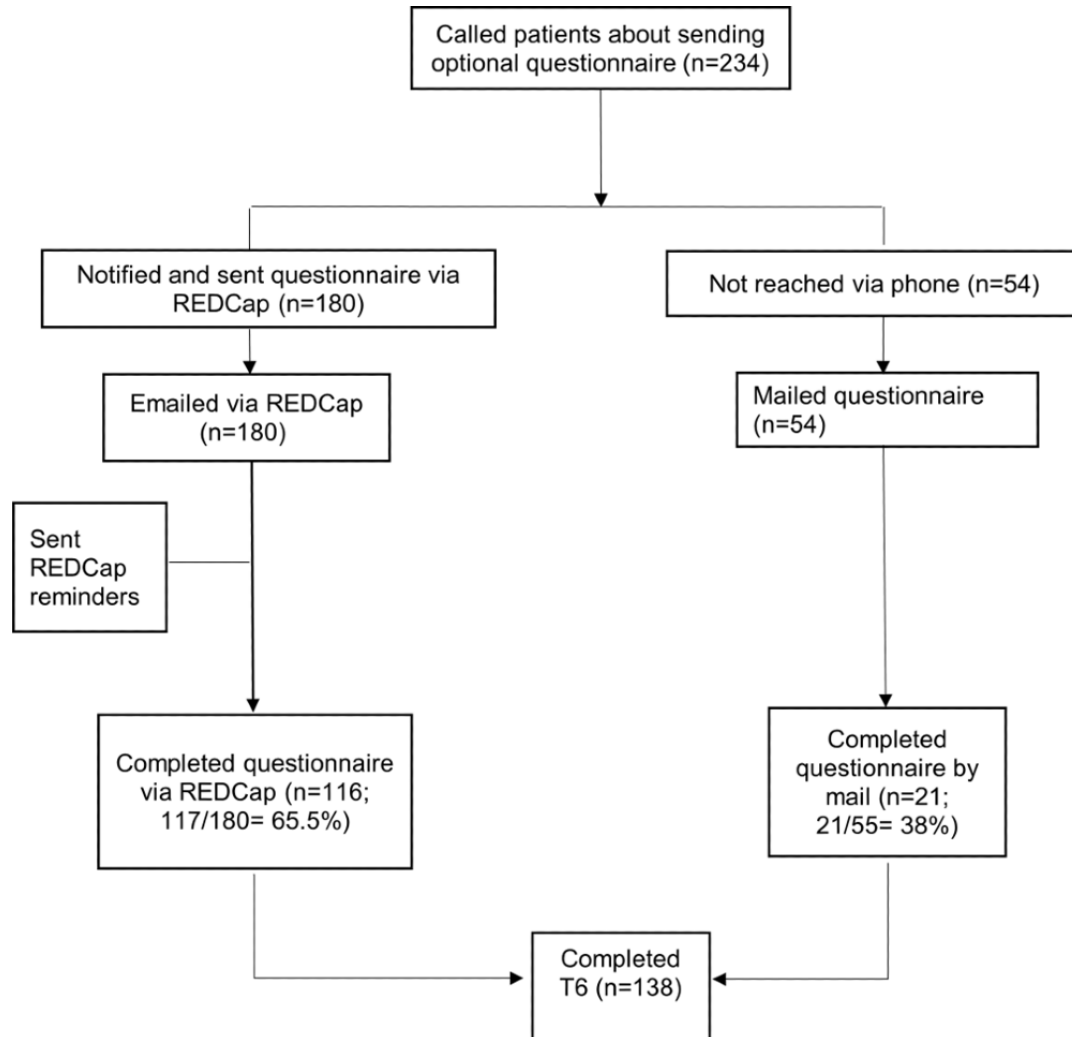 Called patients about sending
optional questionnaire (n=234)
Notified and sent questionnaire via
REDCap (n=180)
Not reached via phone (n=54)
Emailed via REDCap
(n=180)
Mailed questionnaire
(n=54)
Sent
REDCap
reminders
Completed questionnaire
via REDCap (n=116;
117/180= 65.5%)
Completed
questionnaire by
mail (n=21;
21/55= 38%)
Completed
T6 (n=138)